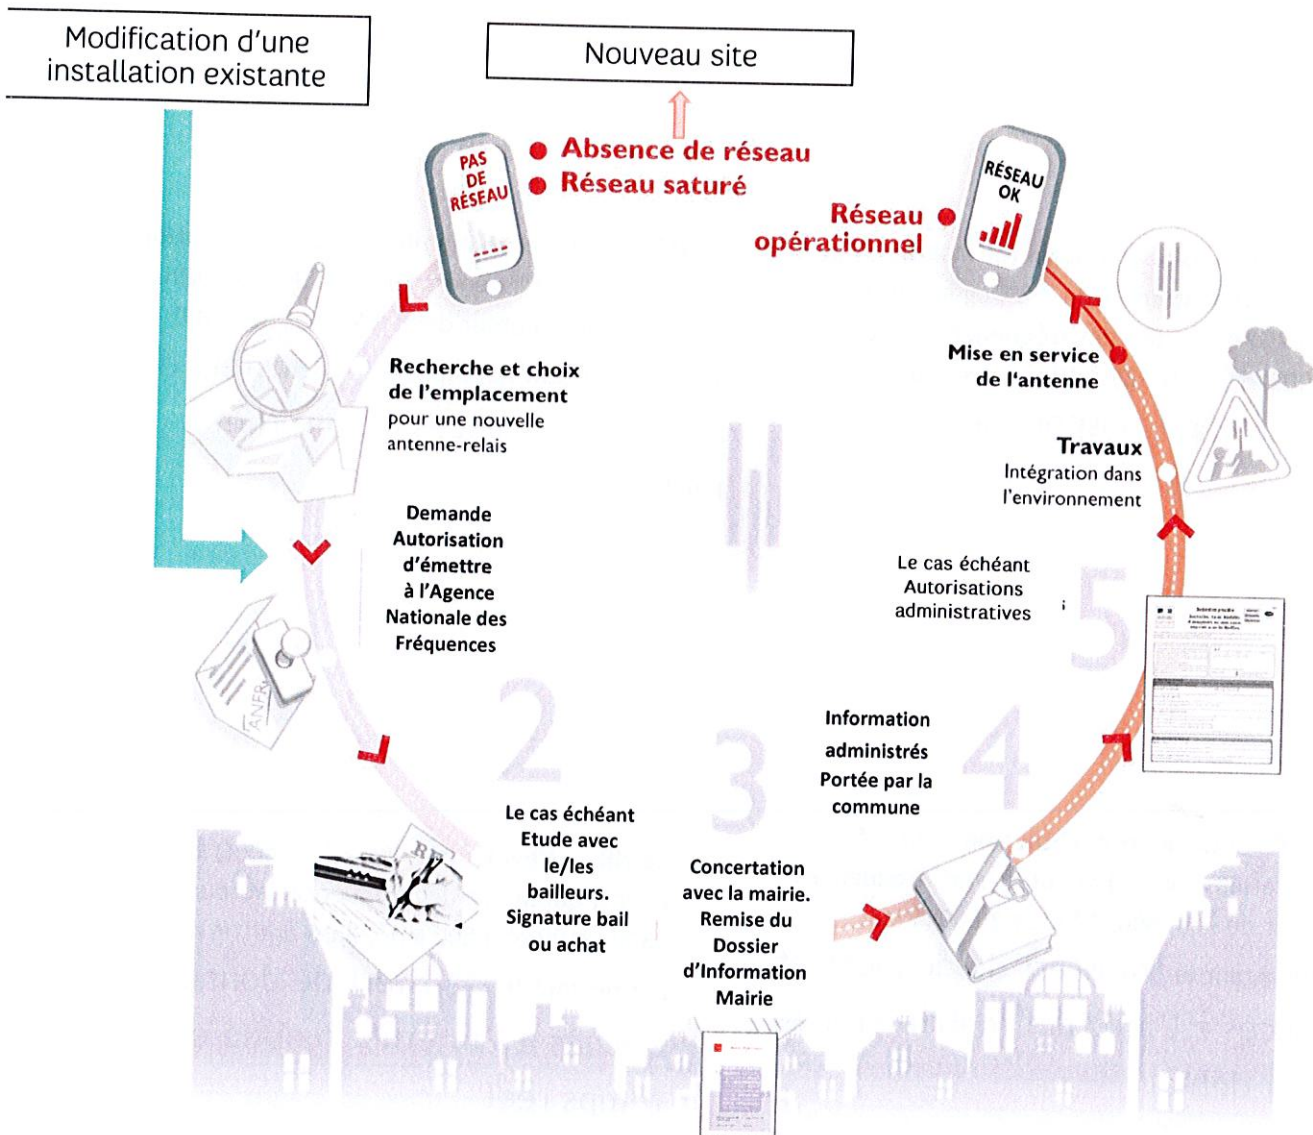 Modification d'une
installation existante
Nouveau site
PAS
DE
RÉSEAU
Absence de réseau
Réseau saturé
RÉSEAU
OK
Réseau
opérationnel
Recherche et choix
de l'emplacement
pour une nouvelle
antenne-relais
Demande
Autorisation
d'émettre
à l'Agence
Nationale des
Fréquences
ANFR
2
Le cas échéant
Etude avec
le/les
bailleurs.
Signature bail
ou achat
3
Concertation
avec la mairie.
Remise du
Dossier
d'Information
Mairie
4
Information
administrés
Portée par la
commune
5
Le cas échéant
Autorisations
administratives
Travaux
Intégration dans
l'environnement
Mise en service
de l'antenne